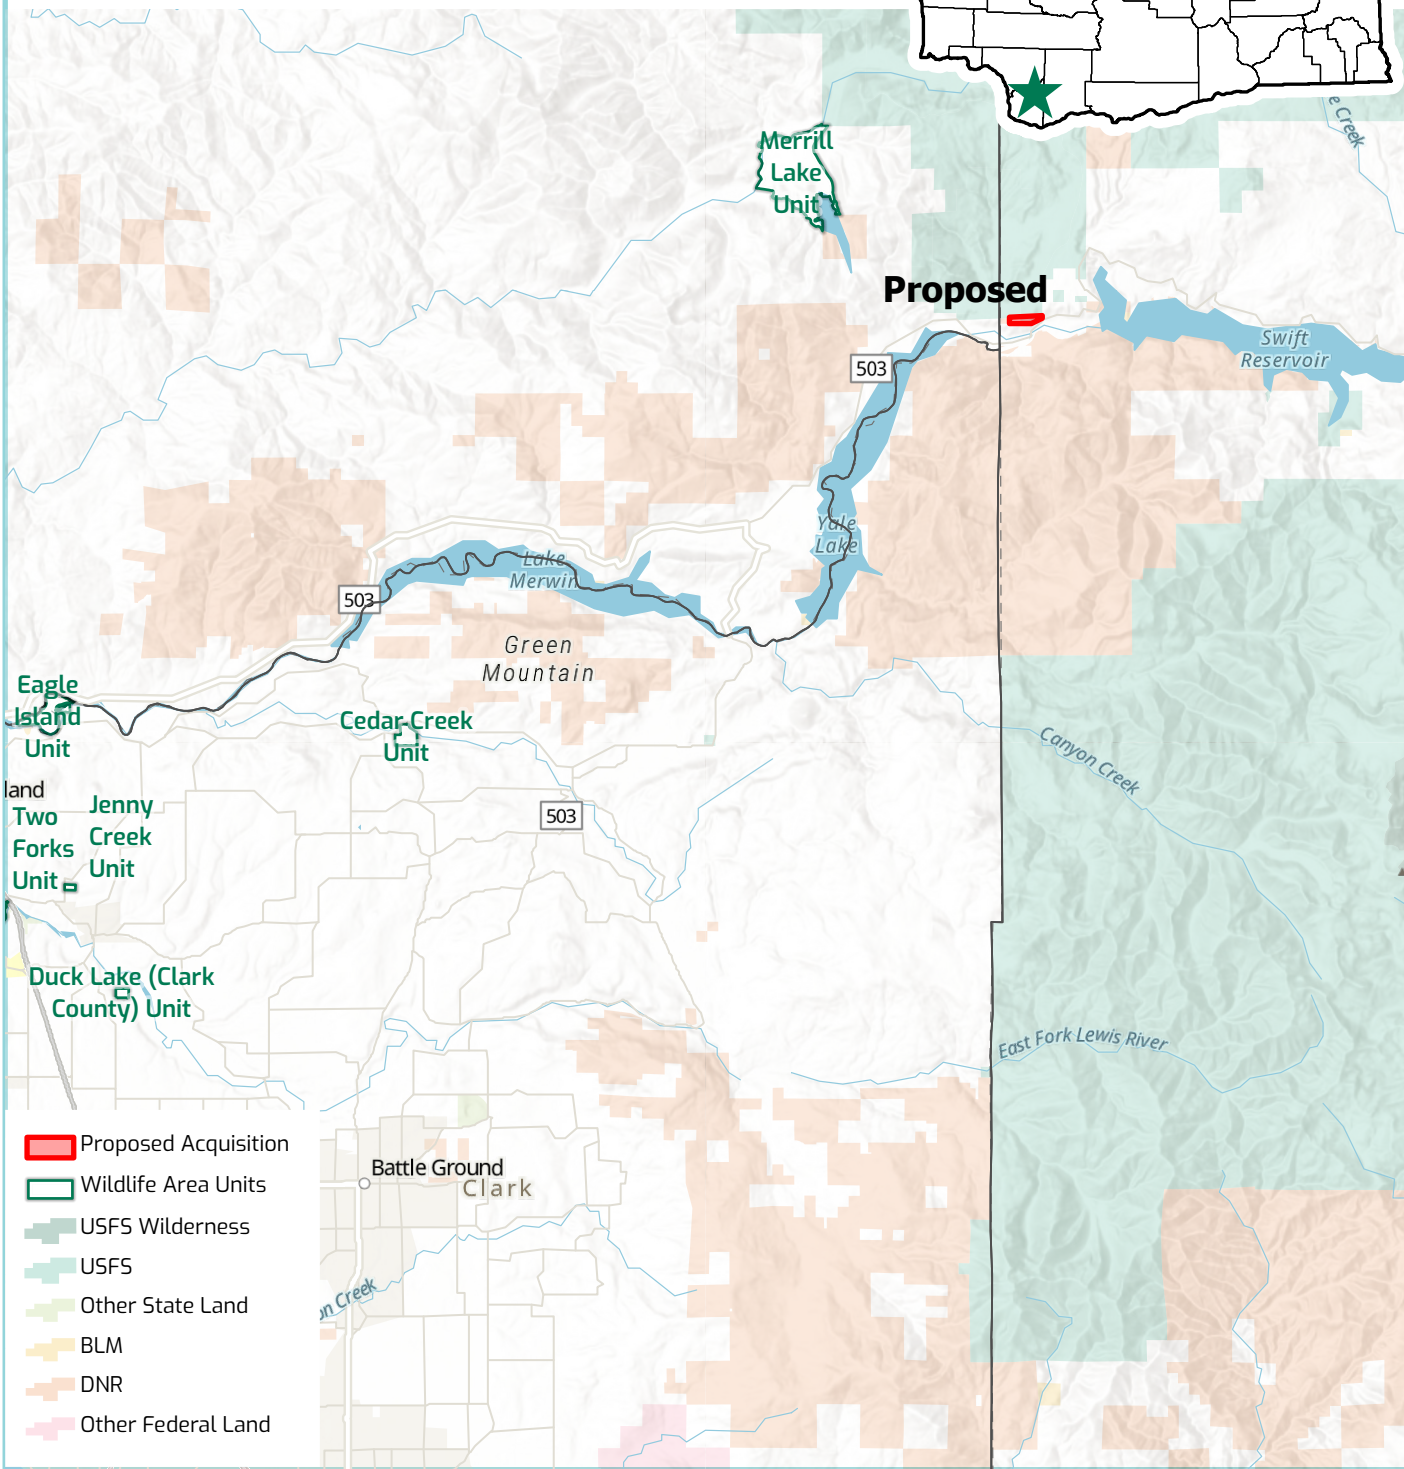 e Creek
Merrill
Lake
Unit
Proposed
Swift
Reservoir
503
Yale
Lake
Lake
Merwin
503
Green
Mountain
Eagle
Island
Unit
Cedar Creek
Unit
Canyon Creek
land
Two
Forks
Unit
Jenny
Creek
Unit
503
Duck Lake (Clark
County) Unit
East Fork Lewis River
Battle Ground
Clark
on Creek
Proposed Acquisition
Wildlife Area Units
USFS Wilderness
USFS
Other State Land
BLM
DNR
Other Federal Land